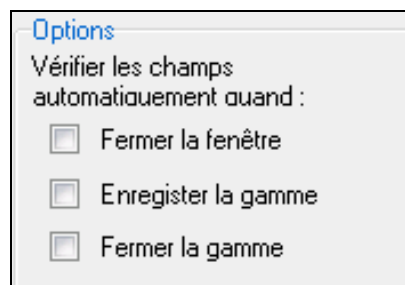 Options
Vérifier les champs
automatiquement quand :
Fermer la fenêtre
Enregister la gamme
Fermer la gamme